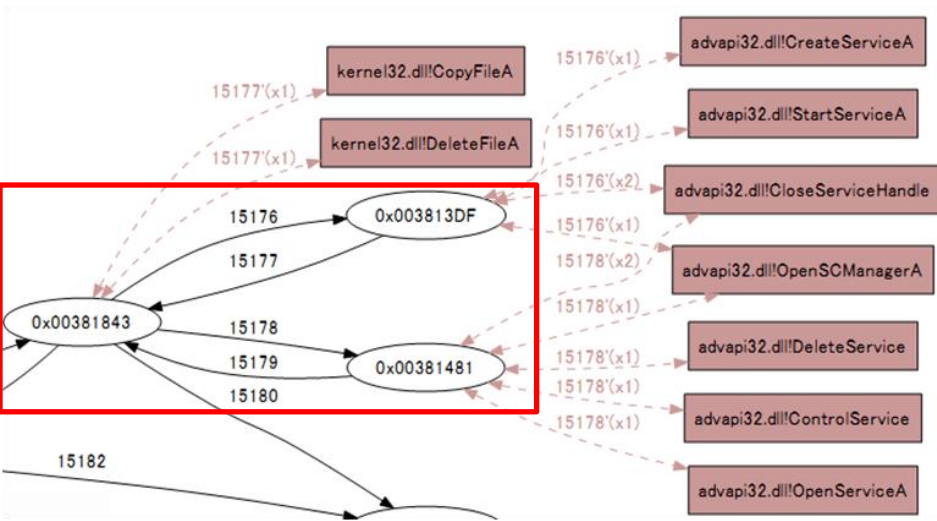 advapi32.dll!CreateServiceA
15176'(x1)
kernel32.dll!CopyFileA
15177'(x1)
advapi32.dll!StartServiceA
15176'(x1)
kernel32.dll!DeleteFileA
15177'(x1)
15176'(x2)
advapi32.dll!CloseServiceHandle
15176
0x003813DF
15176'(x1)
15177
15178'(x2)
advapi32.dll!OpenSCManagerA
15178'(x1)
0x00381843
15178
advapi32.dll!DeleteService
15178'(x1)
15179
0x00381481
15178'(x1)
15180
advapi32.dll!ControlService
15178'(x1)
15182
advapi32.dll!OpenServiceA